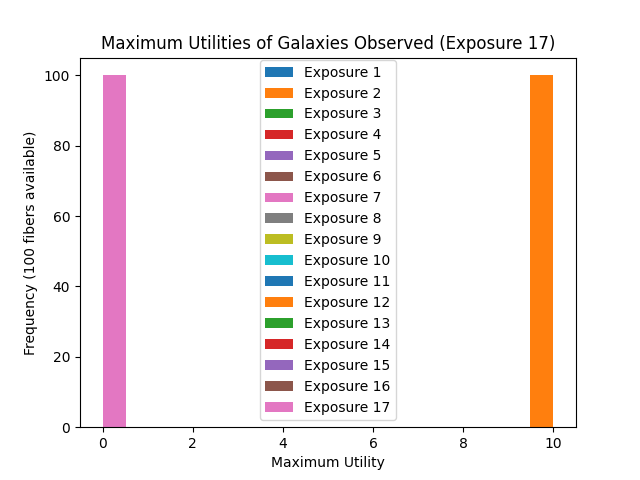 Maximum Utilities of Galaxies Observed (Exposure 17)
Frequency (100 fibers available)
100
80
60
40
20
0
Exposure 1
Exposure 2
Exposure 3
Exposure 4
Exposure 5
Exposure 6
Exposure 7
Exposure 8
Exposure 9
Exposure 10
Exposure 11
Exposure 12
Exposure 13
Exposure 14
Exposure 15
Exposure 16
Exposure 17
0 2 4 6 8 10
Maximum Utility